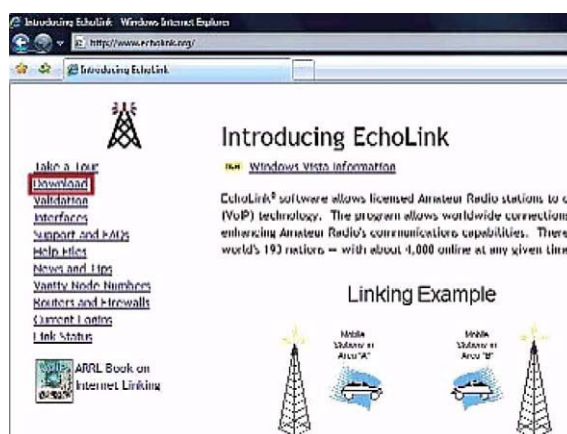 Introducing EchoLink - Windows Internet Explorer
http://www.echolink.org/
Introducing EchoLink
Introducing EchoLink
Take a Tour
Download
Validation
Interfaces
Support and FAQs
Help Files
News and Tips
Vanity Node Numbers
Routers and Firewalls
Current Logins
Link Status
ARRL Book on
Internet Linking
Windows Vista Information
EchoLink® software allows licensed Amateur Radio stations to c
(VoIP) technology. The program allows worldwide connections
enhancing Amateur Radio's communications capabilities. There
world's 193 nations — with about 4,000 online at any given time
Linking Example
Mobile
Stations in
Area "A"
Mobile
Stations in
Area "B"